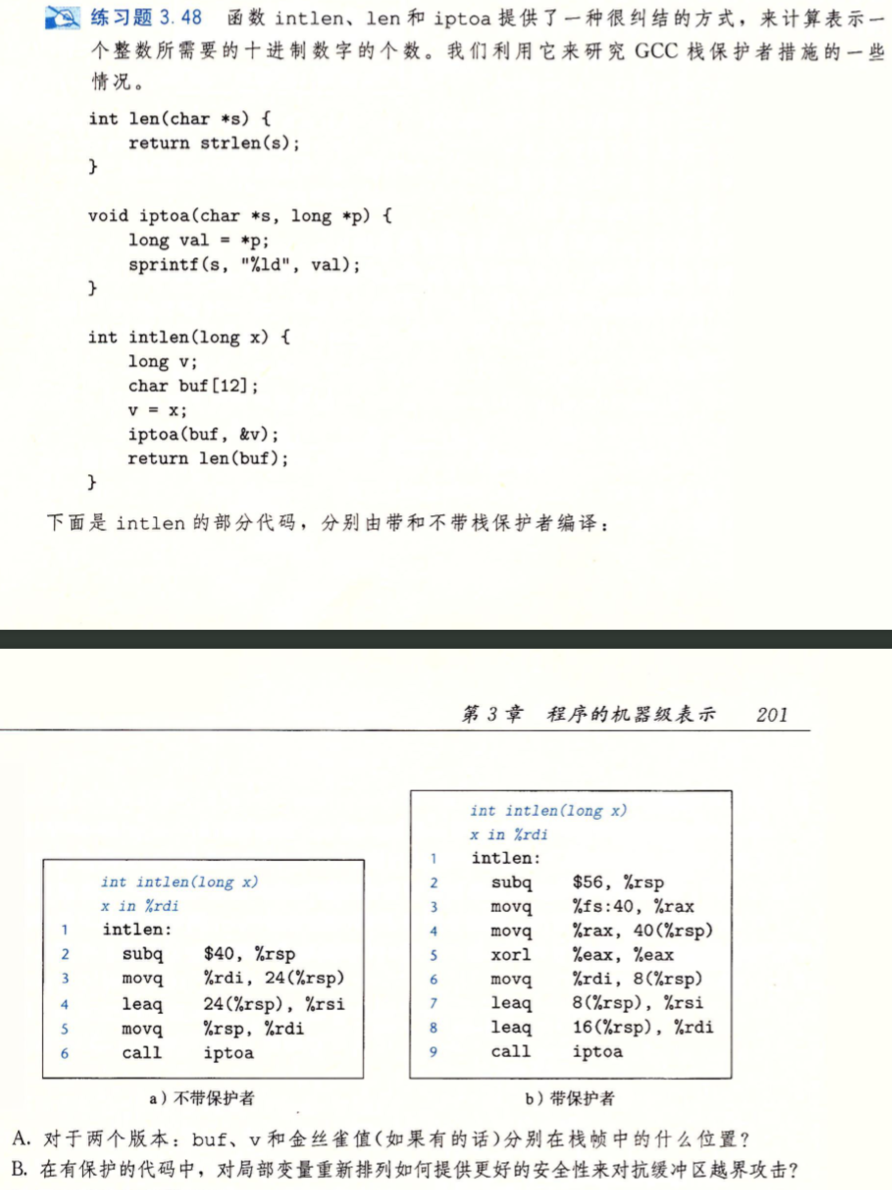 练习题 3.48 函数 intlen、len 和 iptoa 提供了一种很纠结的方式，来计算表示一
个整数所需要的十进制数字的个数。我们利用它来研究 GCC 栈保护者措施的一些
情况。
int len(char *s) {
    return strlen(s);
}
void iptoa(char *s, long *p) {
    long val = *p;
    sprintf(s, "%ld", val);
}
int intlen(long x) {
    long v;
    char buf[12];
    v = x;
    iptoa(buf, &v);
    return len(buf);
}
下面是 intlen 的部分代码，分别由带和不带栈保护者编译：
第 3 章 程序的机器级表示 201
int intlen(long x)
x in %rdi
1 intlen:
2 subq $40, %rsp
3 movq %rdi, 24(%rsp)
4 leaq 24(%rsp), %rsi
5 movq %rsp, %rdi
6 call iptoa
a）不带保护者
int intlen(long x)
x in %rdi
1 intlen:
2 subq $56, %rsp
3 movq %fs:40, %rax
4 movq %rax, 40(%rsp)
5 xorl %eax, %eax
6 movq %rdi, 8(%rsp)
7 leaq 8(%rsp), %rsi
8 leaq 16(%rsp), %rdi
9 call iptoa
b）带保护者
A. 对于两个版本：buf、v 和金丝雀值(如果有的话)分别在栈帧中的什么位置？
B. 在有保护的代码中，对局部变量重新排列如何提供更好的安全性来对抗缓冲区越界攻击？